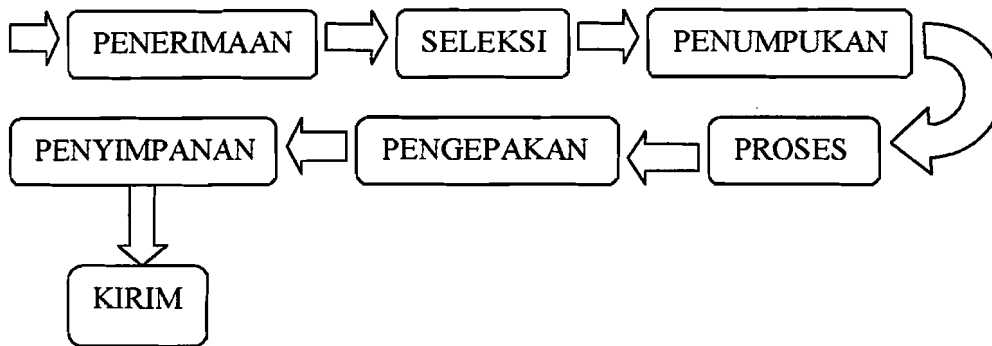 PENERIMAAN
SELEKSI
PENUMPUKAN
PROSES
PENGEPAKAN
PENYIMPANAN
KIRIM